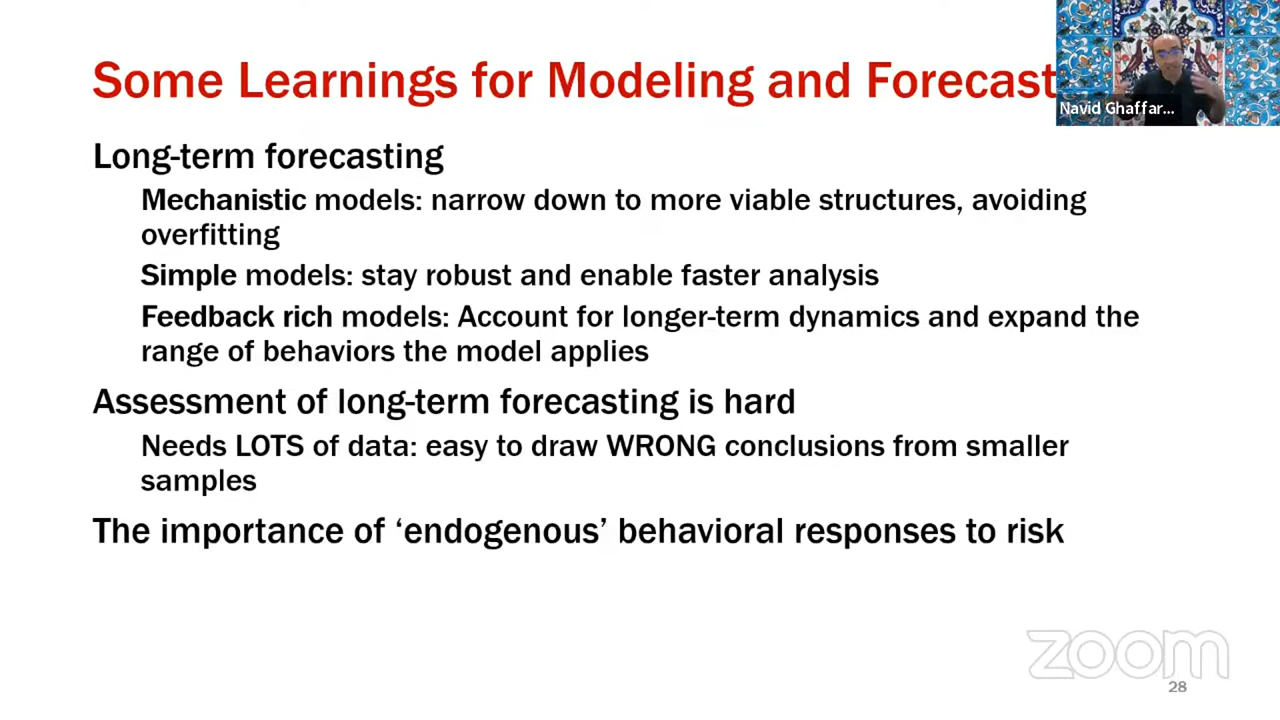 Some Learnings for Modeling and Forecast
Navid Ghaffar...
Long-term forecasting
Mechanistic models: narrow down to more viable structures, avoiding
overfitting
Simple models: stay robust and enable faster analysis
Feedback rich models: Account for longer-term dynamics and expand the
range of behaviors the model applies
Assessment of long-term forecasting is hard
Needs LOTS of data: easy to draw WRONG conclusions from smaller
samples
The importance of ‘endogenous’ behavioral responses to risk
zoom
28